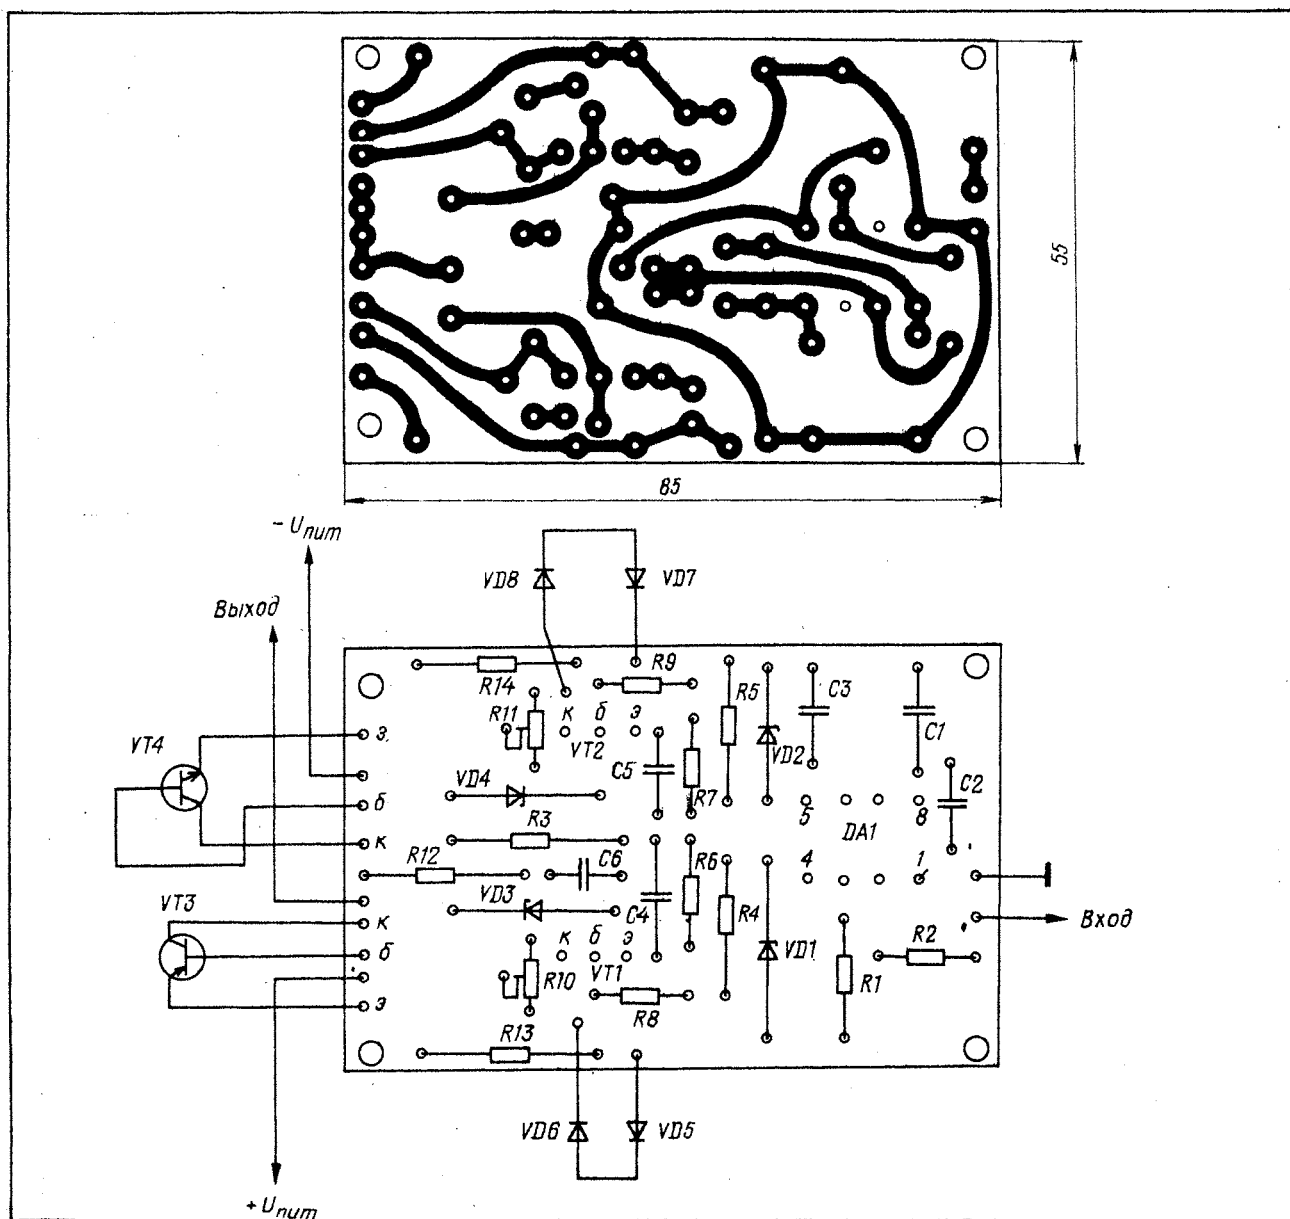 55
85
- Uпит
VD8
VD7
Выход
R14
R9
R11
к б э
VT2
R5
C3
C1
VD2
VT4
э
C5
VD4
R7
C2
б
5
8
DA1
R3
к
C6
R12
R6
4
1
VT3
VD3
C4
R4
к
к б э
Вход
б
VT1
VD1
R2
R10
R1
э
R8
R13
VD6
VD5
+ Uпит